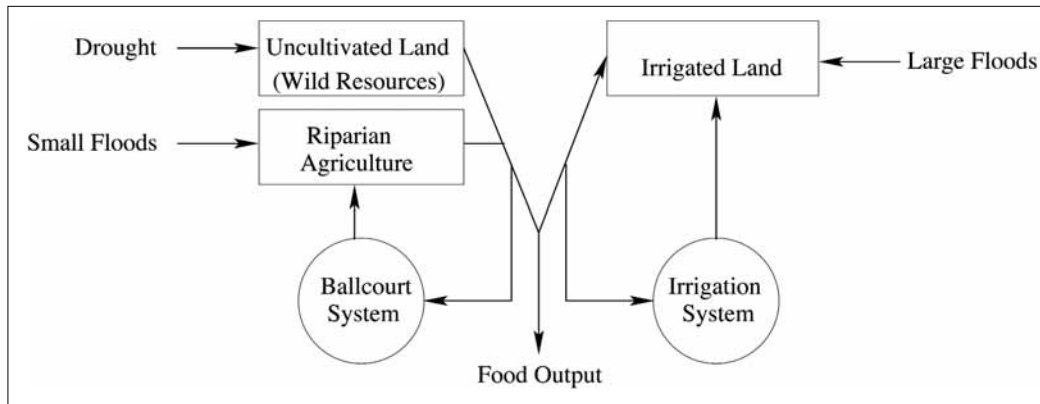 Drought
Uncultivated Land
(Wild Resources)
Irrigated Land
Large Floods
Small Floods
Riparian
Agriculture
Ballcourt
System
Irrigation
System
Food Output